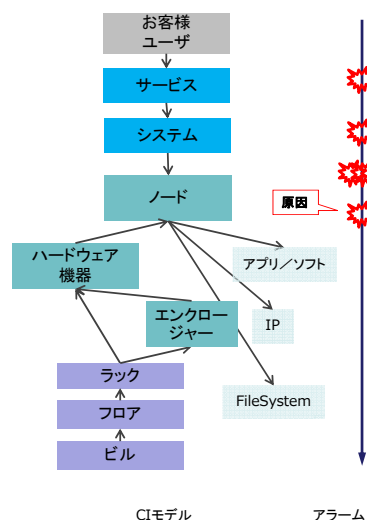 お客様
ユーザ
サービス
システム
ノード
原因
ハードウェア
機器
アプリ／ソフト
エンクロー
ジャー
IP
ラック
FileSystem
フロア
ビル
CIモデル
アラーム